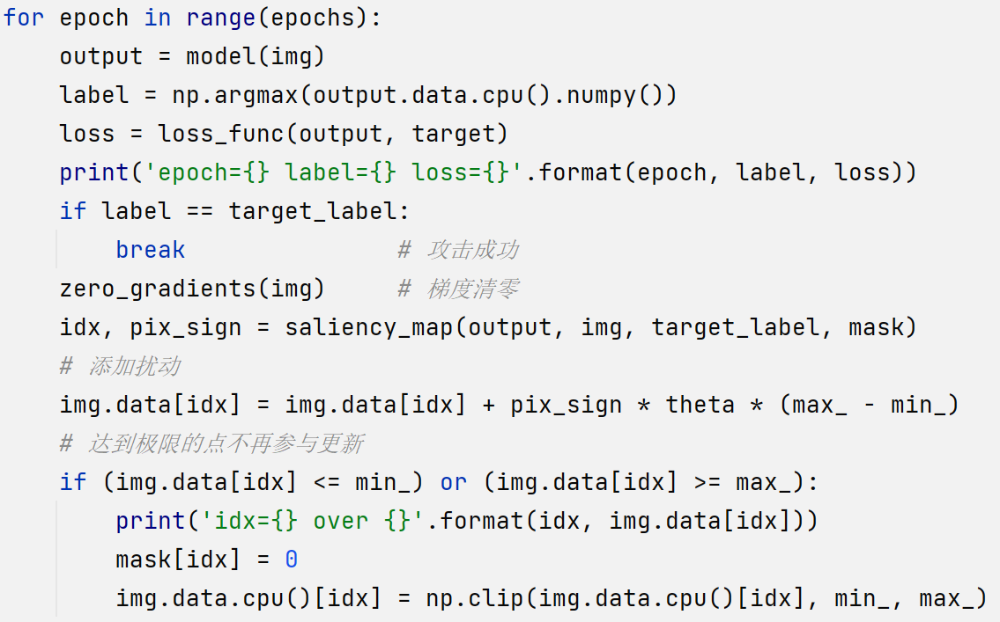 for epoch in range(epochs):
    output = model(img)
    label = np.argmax(output.data.cpu().numpy())
    loss = loss_func(output, target)
    print('epoch={} label={} loss={}'.format(epoch, label, loss))
    if label == target_label:
        break               # 攻击成功
    zero_gradients(img)     # 梯度清零
    idx, pix_sign = saliency_map(output, img, target_label, mask)
    # 添加扰动
    img.data[idx] = img.data[idx] + pix_sign * theta * (max_ - min_)
    # 达到极限的点不再参与更新
    if (img.data[idx] <= min_) or (img.data[idx] >= max_):
        print('idx={} over {}'.format(idx, img.data[idx]))
        mask[idx] = 0
        img.data.cpu()[idx] = np.clip(img.data.cpu()[idx], min_, max_)